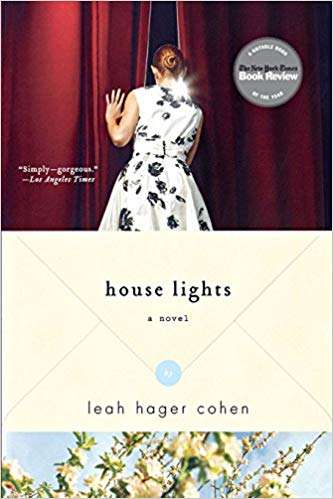 A NOTABLE BOOK
The New York Times
Book Review
OF THE YEAR
"Simply—gorgeous."
—Los Angeles Times
house lights
a novel
by
leah hager cohen